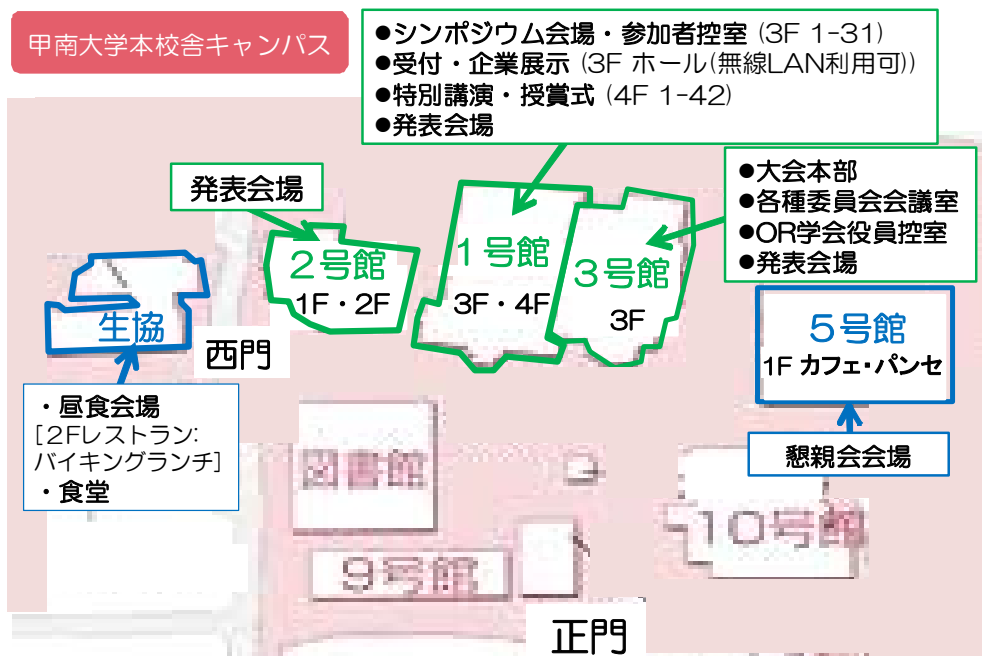 甲南大学本校舎キャンパス
●シンポジウム会場・参加者控室 (3F 1-31)
●受付・企業展示 (3F ホール(無線LAN利用可))
●特別講演・授賞式 (4F 1-42)
●発表会場
●大会本部
●各種委員会会議室
●OR学会役員控室
●発表会場
発表会場
2号館
1F・2F
1号館
3F・4F
3号館
3F
生協
西門
5号館
1F カフェ・パンセ
・昼食会場
[2Fレストラン:
バイキングランチ]
・食堂
懇親会会場
図書館
10号館
9号館
正門